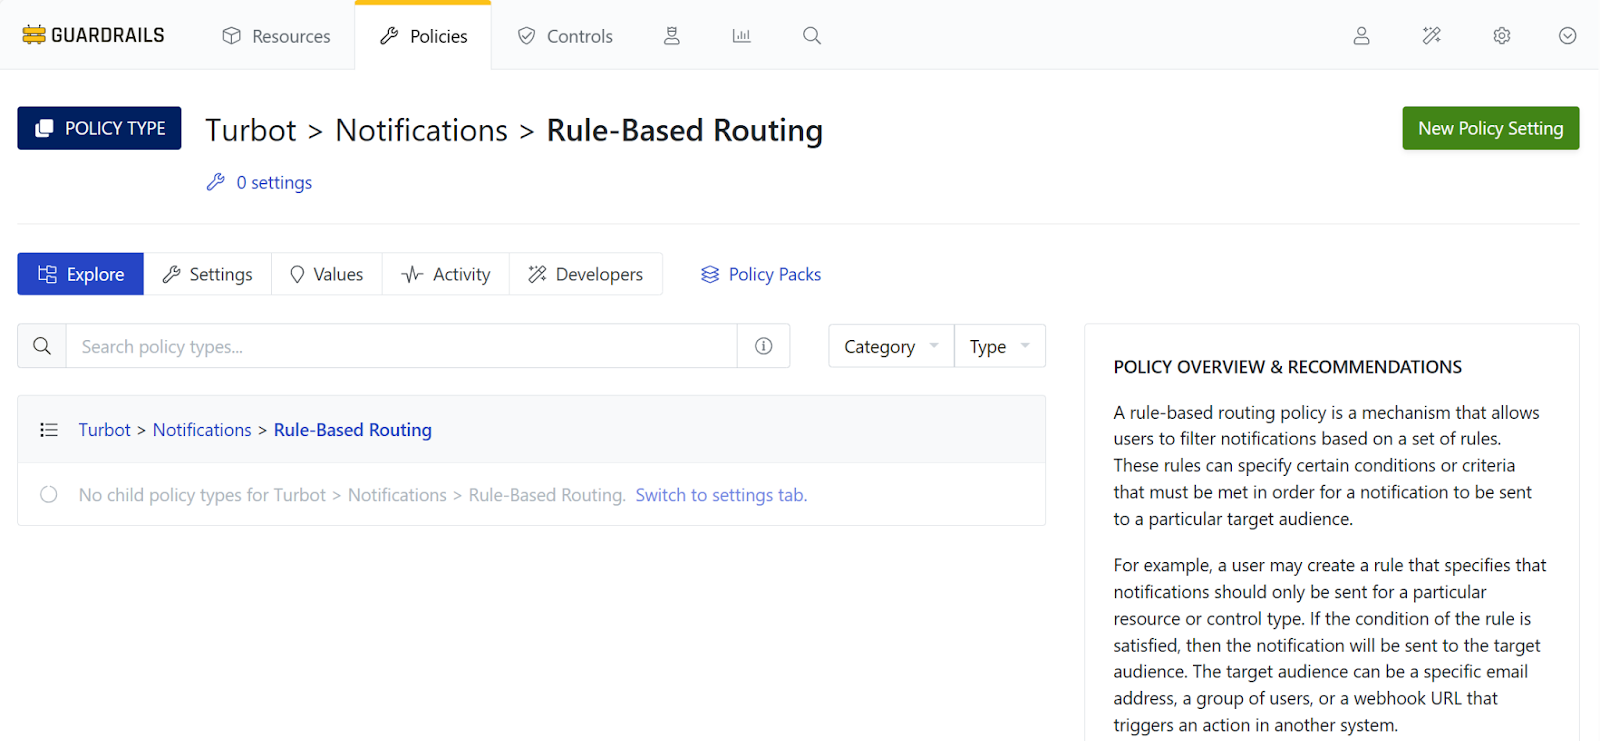 GUARDRAILS
Resources
Policies
Controls
POLICY TYPE
Turbot > Notifications > Rule-Based Routing
New Policy Setting
0 settings
Explore
Settings
Values
Activity
Developers
Policy Packs
Search policy types...
Category
Type
Turbot > Notifications > Rule-Based Routing
No child policy types for Turbot > Notifications > Rule-Based Routing. Switch to settings tab.
POLICY OVERVIEW & RECOMMENDATIONS
A rule-based routing policy is a mechanism that allows
users to filter notifications based on a set of rules.
These rules can specify certain conditions or criteria
that must be met in order for a notification to be sent
to a particular target audience.
For example, a user may create a rule that specifies that
notifications should only be sent for a particular
resource or control type. If the condition of the rule is
satisfied, then the notification will be sent to the target
audience. The target audience can be a specific email
address, a group of users, or a webhook URL that
triggers an action in another system.